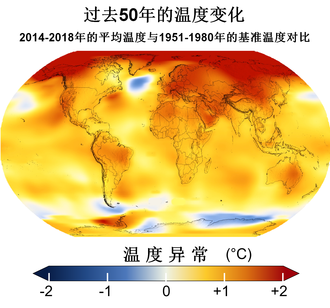 过去50年的温度变化
2014-2018年的平均温度与1951-1980年的基准温度对比
温度异常 (°C)
-2 -1 0 +1 +2